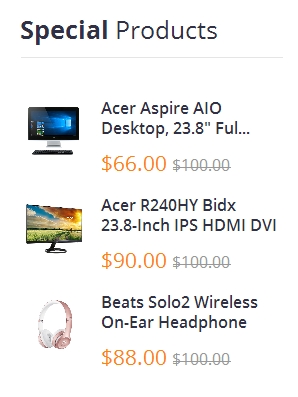 Special Products
Acer Aspire AIO
Desktop, 23.8" Ful...
$66.00 $100.00
Acer R240HY Bidx
23.8-Inch IPS HDMI DVI
$90.00 $100.00
Beats Solo2 Wireless
On-Ear Headphone
$88.00 $100.00